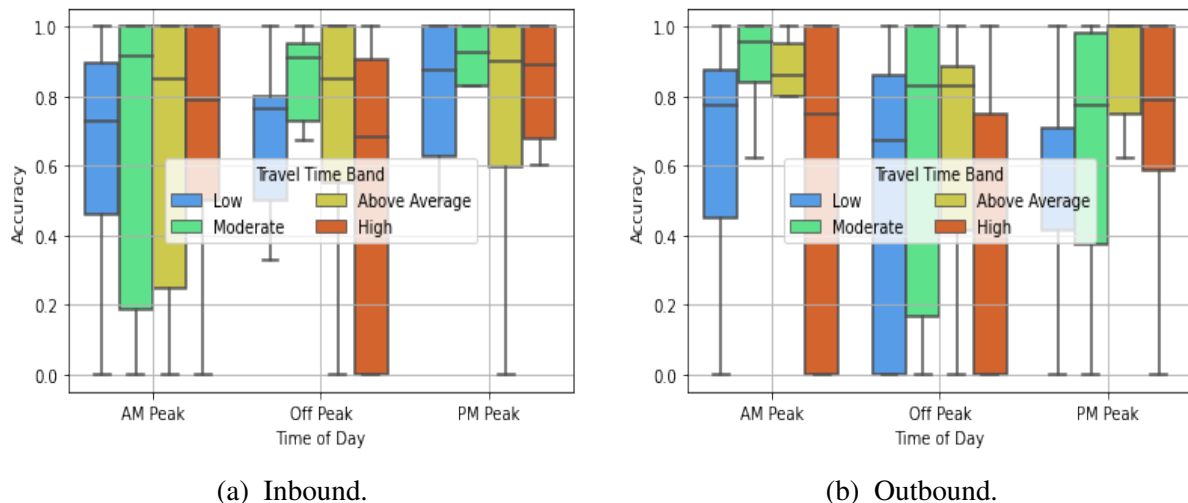 1.0
0.8
0.6
0.4
0.2
0.0
Accuracy
Travel Time Band
Low Above Average
Moderate High
AM Peak Off Peak PM Peak
Time of Day
(a) Inbound.
1.0
0.8
0.6
0.4
0.2
0.0
Accuracy
Travel Time Band
Low Above Average
Moderate High
AM Peak Off Peak PM Peak
Time of Day
(b) Outbound.